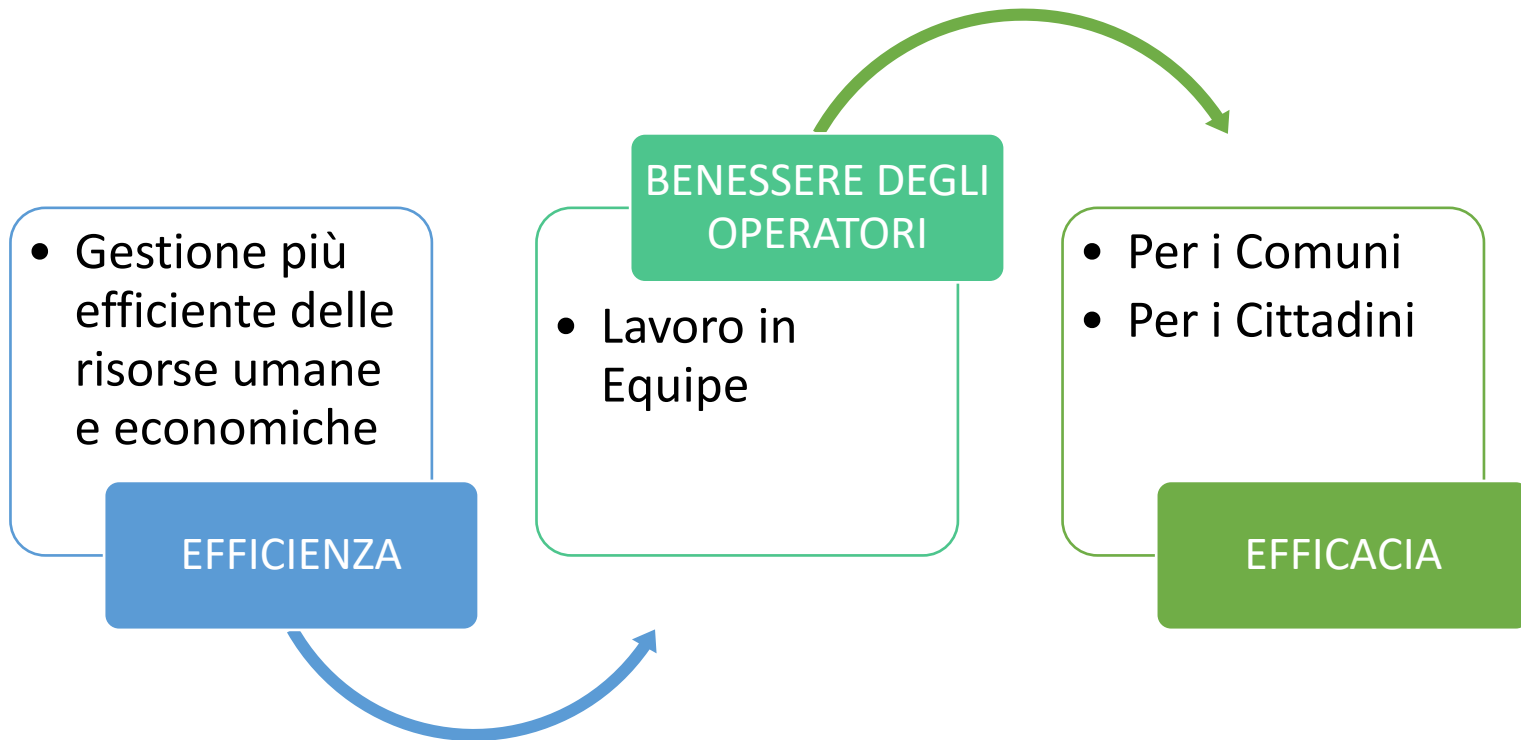 • Gestione più
efficiente delle
risorse umane
e economiche
EFFICIENZA
BENESSERE DEGLI
OPERATORI
• Lavoro in
Equipe
• Per i Comuni
• Per i Cittadini
EFFICACIA